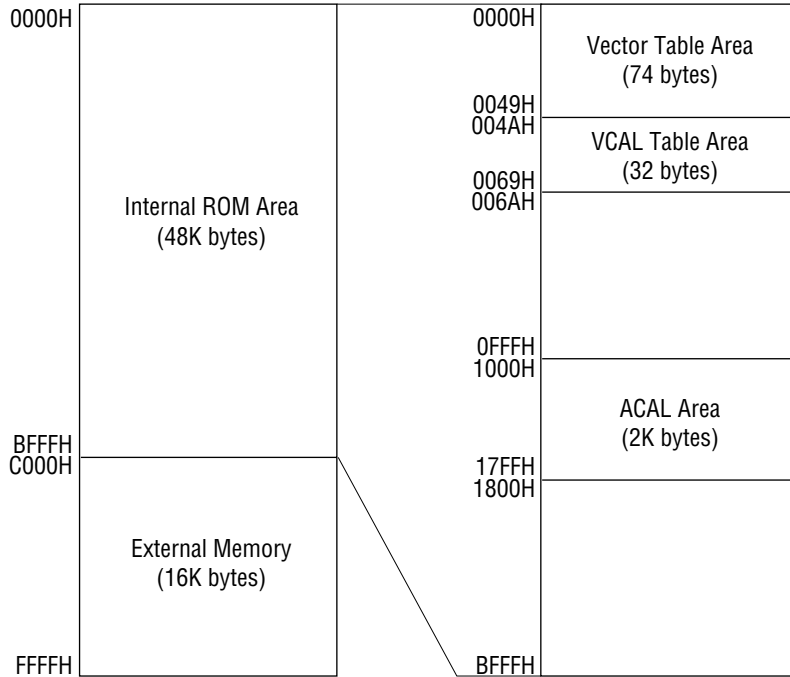 0000H
Internal ROM Area
(48K bytes)
BFFFH
C000H
External Memory
(16K bytes)
FFFFH
0000H
Vector Table Area
(74 bytes)
0049H
004AH
VCAL Table Area
(32 bytes)
0069H
006AH
0FFFH
1000H
ACAL Area
(2K bytes)
17FFH
1800H
BFFFH